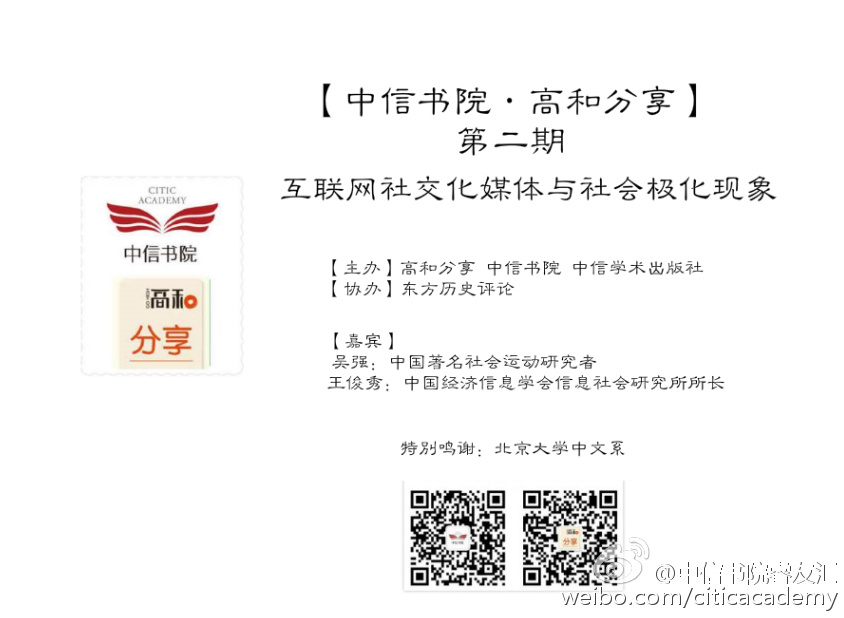 【中信书院·高和分享】
第二期
互联网社交化媒体与社会极化现象
CITIC
ACADEMY
中信书院
高和
分享
【主办】高和分享 中信书院 中信学术出版社
【协办】东方历史评论
【嘉宾】
吴强：中国著名社会运动研究者
王俊秀：中国经济信息学会信息社会研究所所长
特别鸣谢：北京大学中文系
分享
@中信书院睿友汇
weibo.com/citicacademy